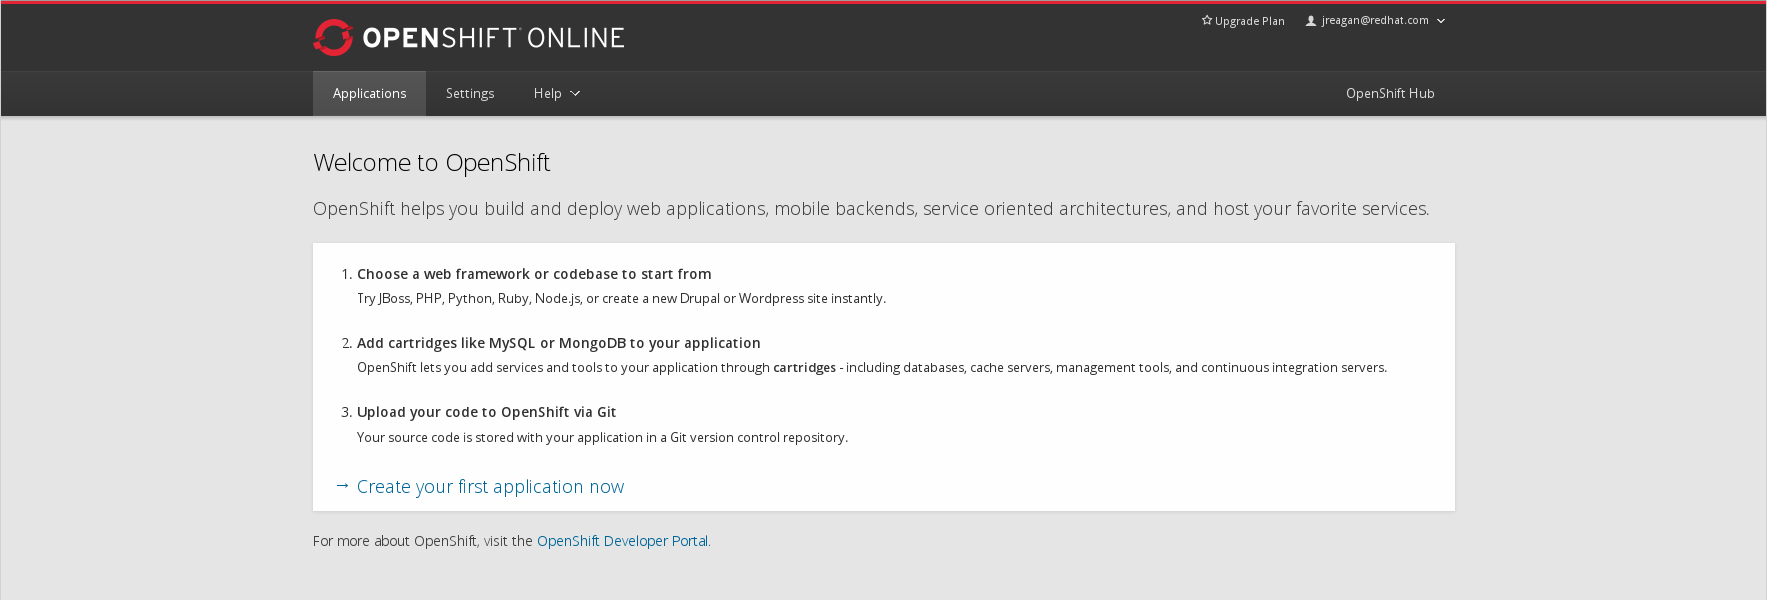 OPENSHIFT ONLINE
Upgrade Plan
jreagan@redhat.com
Applications
Settings
Help
OpenShift Hub
Welcome to OpenShift
OpenShift helps you build and deploy web applications, mobile backends, service oriented architectures, and host your favorite services.
1. Choose a web framework or codebase to start from
Try JBoss, PHP, Python, Ruby, Node.js, or create a new Drupal or Wordpress site instantly.
2. Add cartridges like MySQL or MongoDB to your application
OpenShift lets you add services and tools to your application through cartridges - including databases, cache servers, management tools, and continuous integration servers.
3. Upload your code to OpenShift via Git
Your source code is stored with your application in a Git version control repository.
→ Create your first application now
For more about OpenShift, visit the OpenShift Developer Portal.